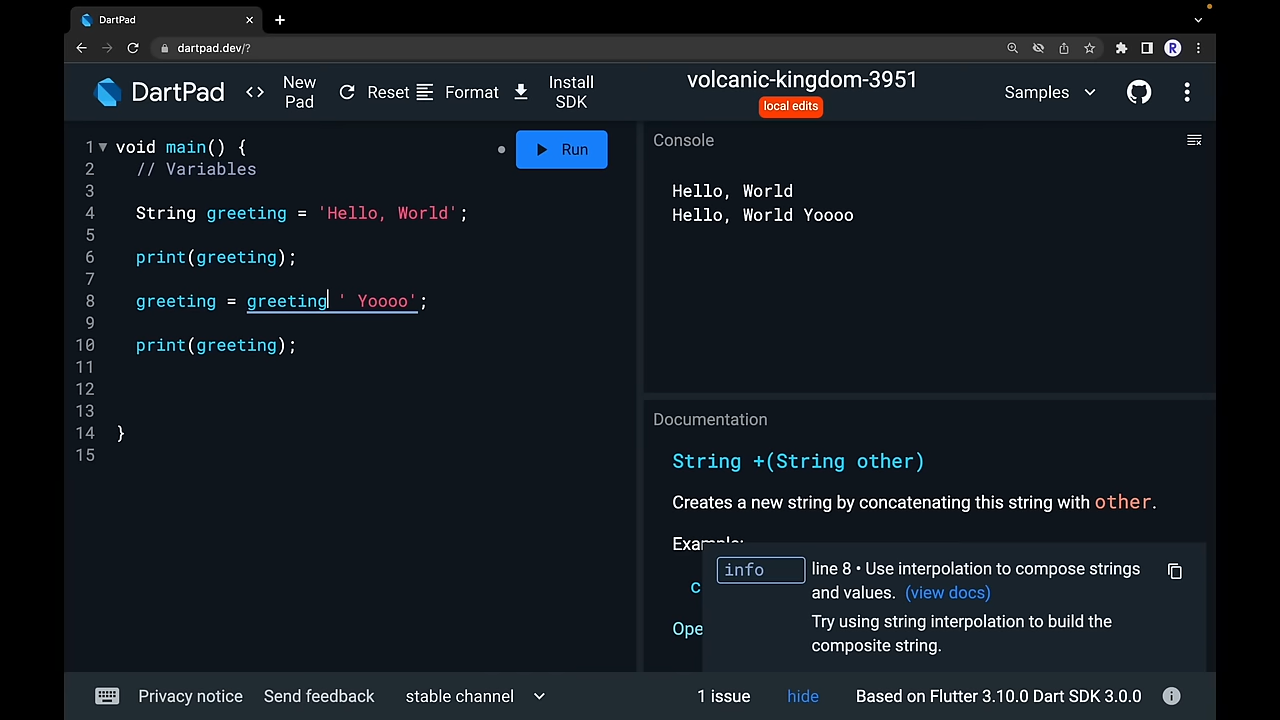 DartPad
dartpad.dev/?
R
DartPad
<>
New Pad
Reset
Format
Install SDK
volcanic-kingdom-3951
local edits
Samples
1 void main() {
2 // Variables
3
4 String greeting = 'Hello, World';
5
6 print(greeting);
7
8 greeting = greeting ' Yoooo';
9
10 print(greeting);
11
12
13
14 }
15
Run
Console
Hello, World
Hello, World Yoooo
Documentation
String +(String other)
Creates a new string by concatenating this string with other.
Example:
c
Ope
info
line 8 • Use interpolation to compose strings
and values. (view docs)
Try using string interpolation to build the
composite string.
Privacy notice
Send feedback
stable channel
1 issue
hide
Based on Flutter 3.10.0 Dart SDK 3.0.0